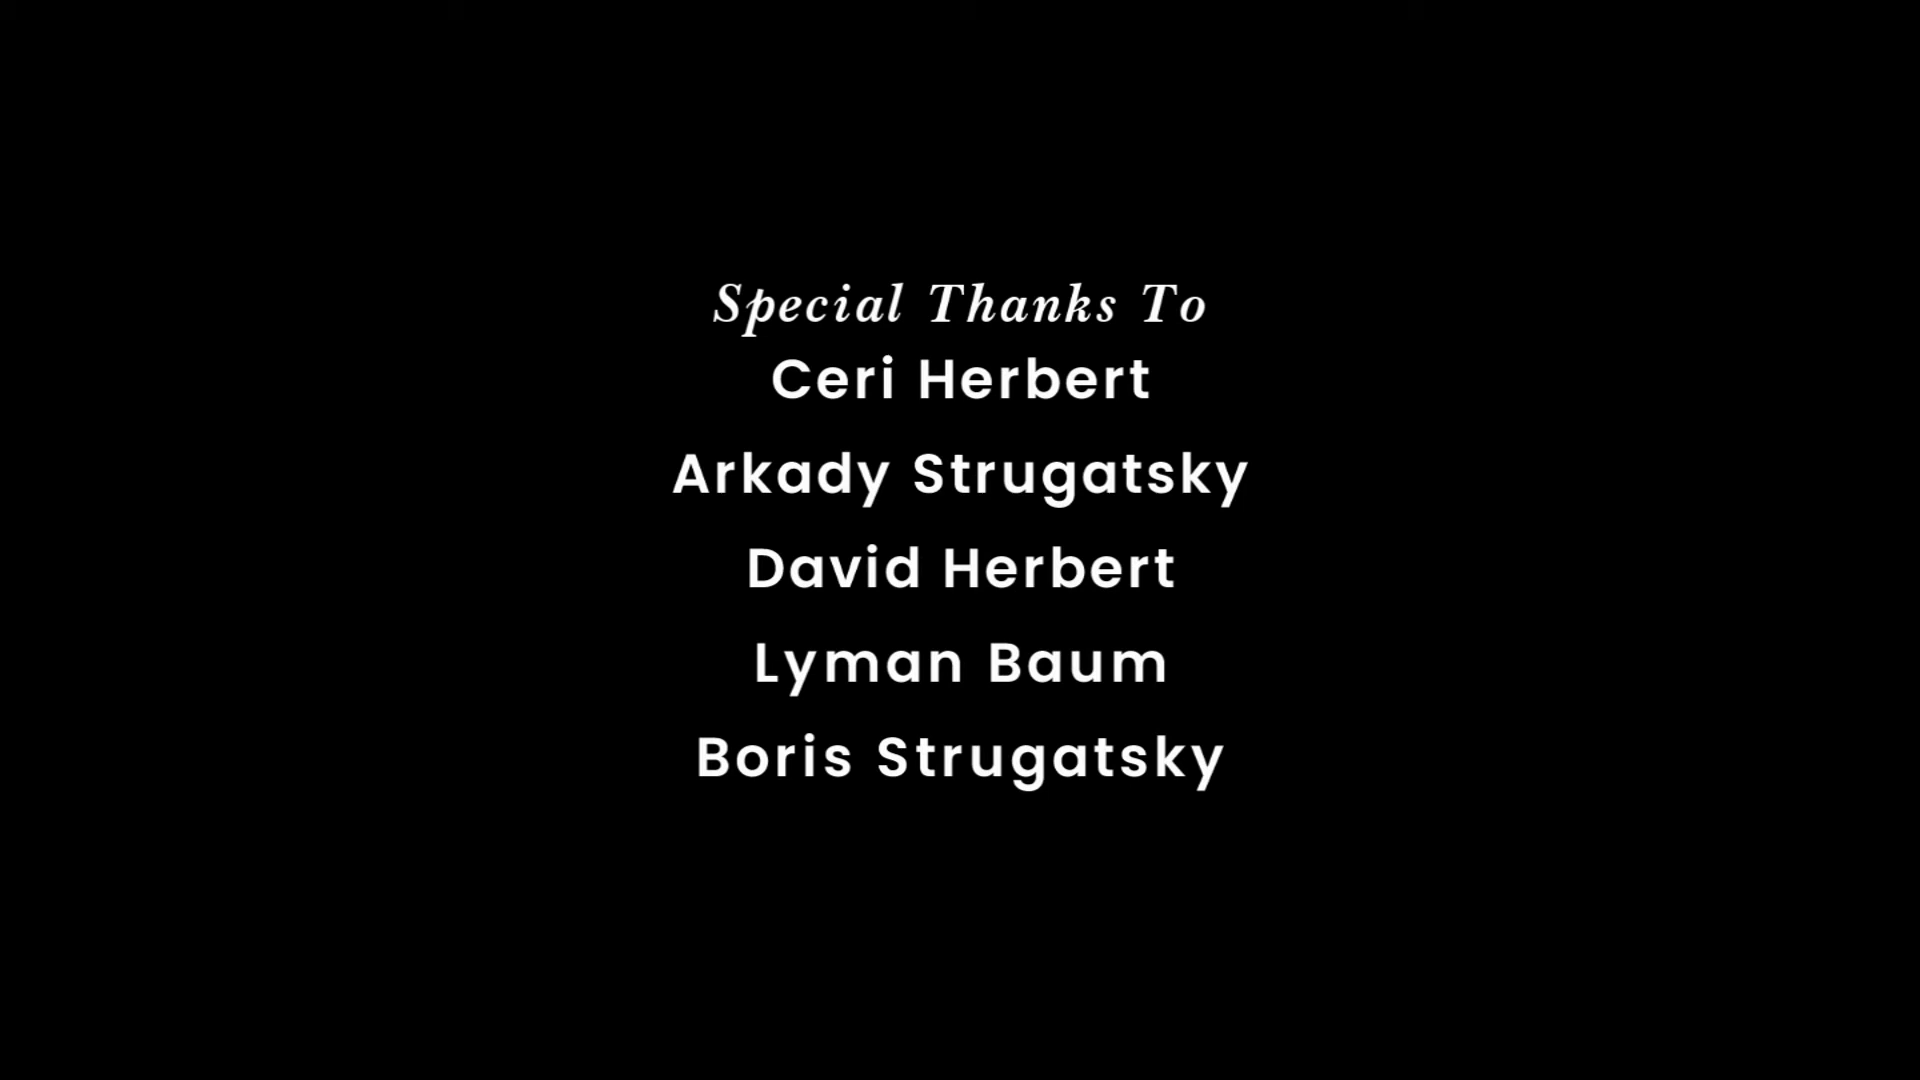 Special Thanks To
Ceri Herbert
Arkady Strugatsky
David Herbert
Lyman Baum
Boris Strugatsky